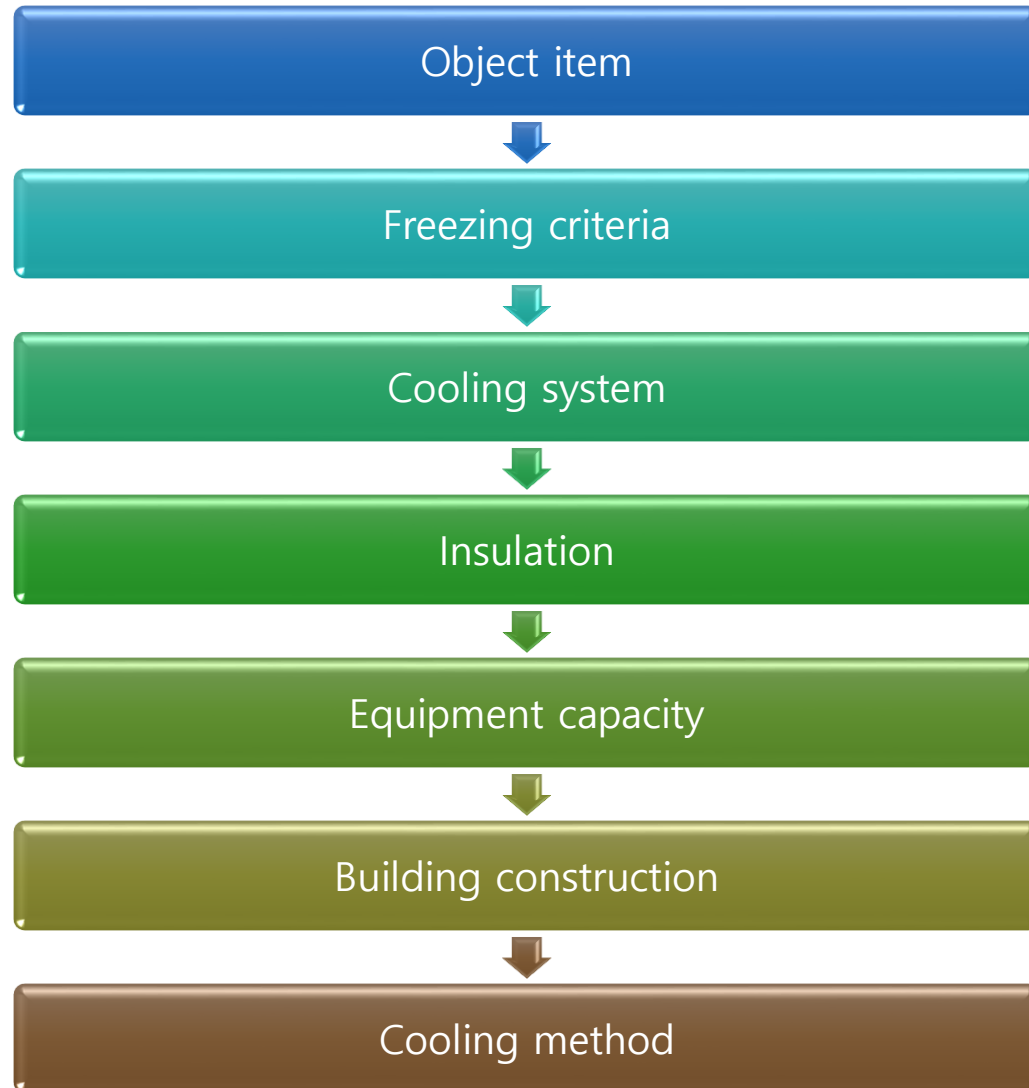 Object item
Freezing criteria
Cooling system
Insulation
Equipment capacity
Building construction
Cooling method